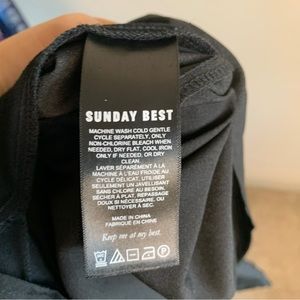 SUNDAY BEST
MACHINE WASH COLD GENTLE
CYCLE SEPARATELY, ONLY
NON-CHLORINE BLEACH WHEN
NEEDED, DRY FLAT, COOL IRON
ONLY IF NEEDED, OR DRY
CLEAN.
LAVER SÉPARÉMENT À LA
MACHINE À L'EAU FROIDE AU
CYCLE DÉLICAT, UTILISEZ
SEULEMENT UN JAVELLISANT
SANS CHLORE AU BESOIN,
SÉCHER À PLAT, REPASSAGE
DOUX SI NÉCESSAIRE, OU
NETTOYER À SEC.
MADE IN CHINA
FABRIQUÉ EN CHINE
Keep me at my best.